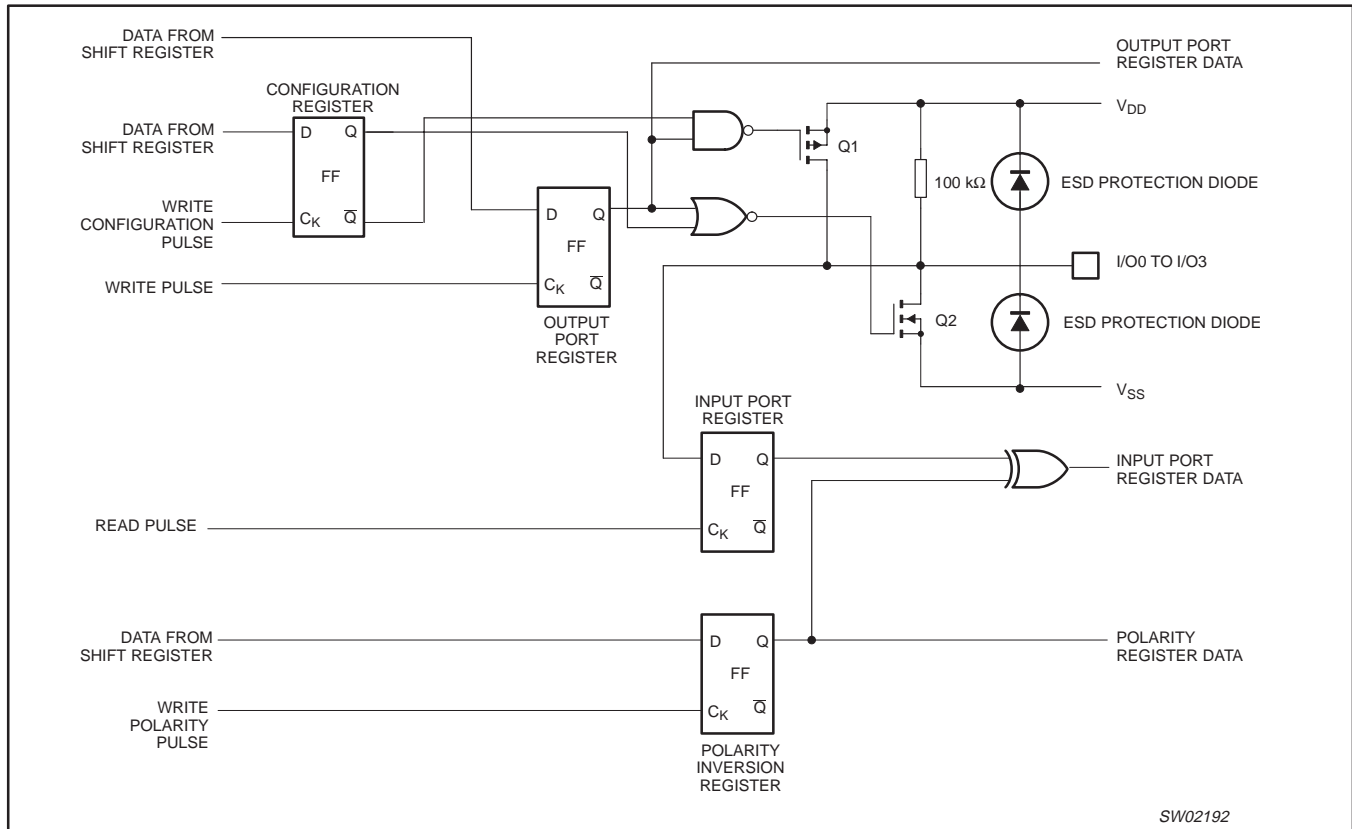 DATA FROM
SHIFT REGISTER
OUTPUT PORT
REGISTER DATA
CONFIGURATION
REGISTER
VDD
DATA FROM
SHIFT REGISTER
D Q
FF
CK Q̅
Q1
100 kΩ
ESD PROTECTION DIODE
WRITE
CONFIGURATION
PULSE
D Q
FF
CK Q̅
I/O0 TO I/O3
WRITE PULSE
OUTPUT
PORT
REGISTER
Q2
ESD PROTECTION DIODE
VSS
INPUT PORT
REGISTER
D Q
FF
CK Q̅
INPUT PORT
REGISTER DATA
READ PULSE
DATA FROM
SHIFT REGISTER
D Q
FF
CK Q̅
POLARITY
REGISTER DATA
WRITE
POLARITY
PULSE
POLARITY
INVERSION
REGISTER
SW02192